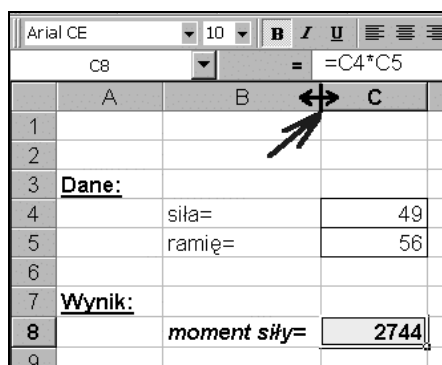 Arial CE 10 B I U
C8 = =C4*C5
A B C
1
2
3 Dane:
4 siła= 49
5 ramię= 56
6
7 Wynik:
8 moment siły= 2744
9